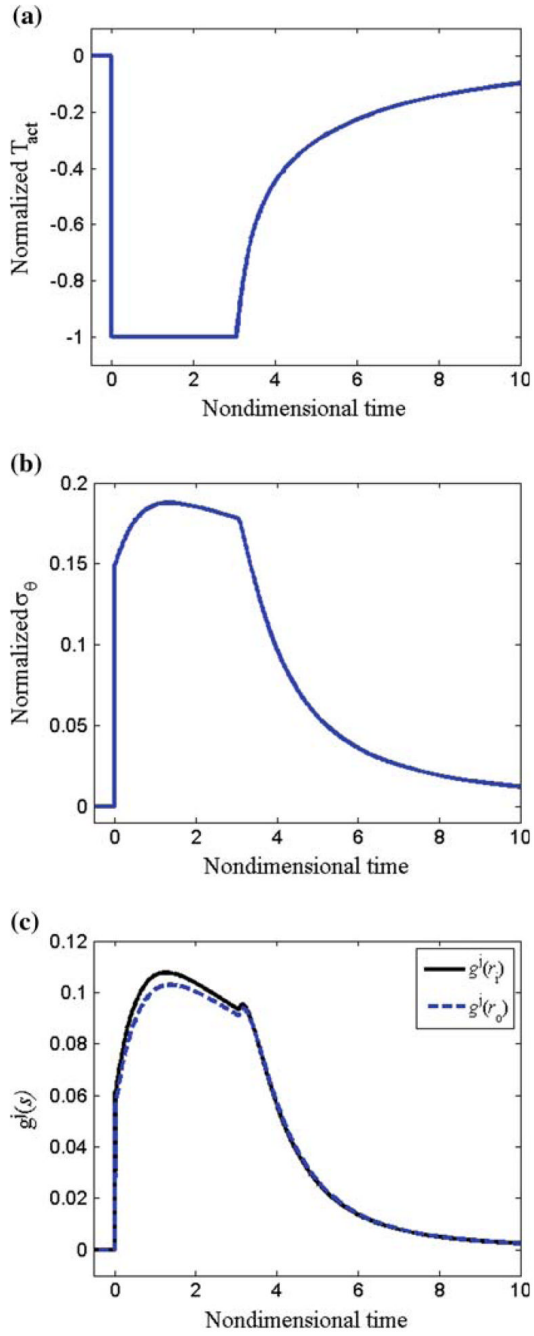 (a)
0
-0.2
-0.4
-0.6
-0.8
-1
Normalized T_act
0 2 4 6 8 10
Nondimensional time
(b)
0.2
0.15
0.1
0.05
0
Normalized σ_θ
0 2 4 6 8 10
Nondimensional time
(c)
0.12
0.1
0.08
0.06
0.04
0.02
0
g^j(s)
g^j(r_i)
g^j(r_o)
0 2 4 6 8 10
Nondimensional time